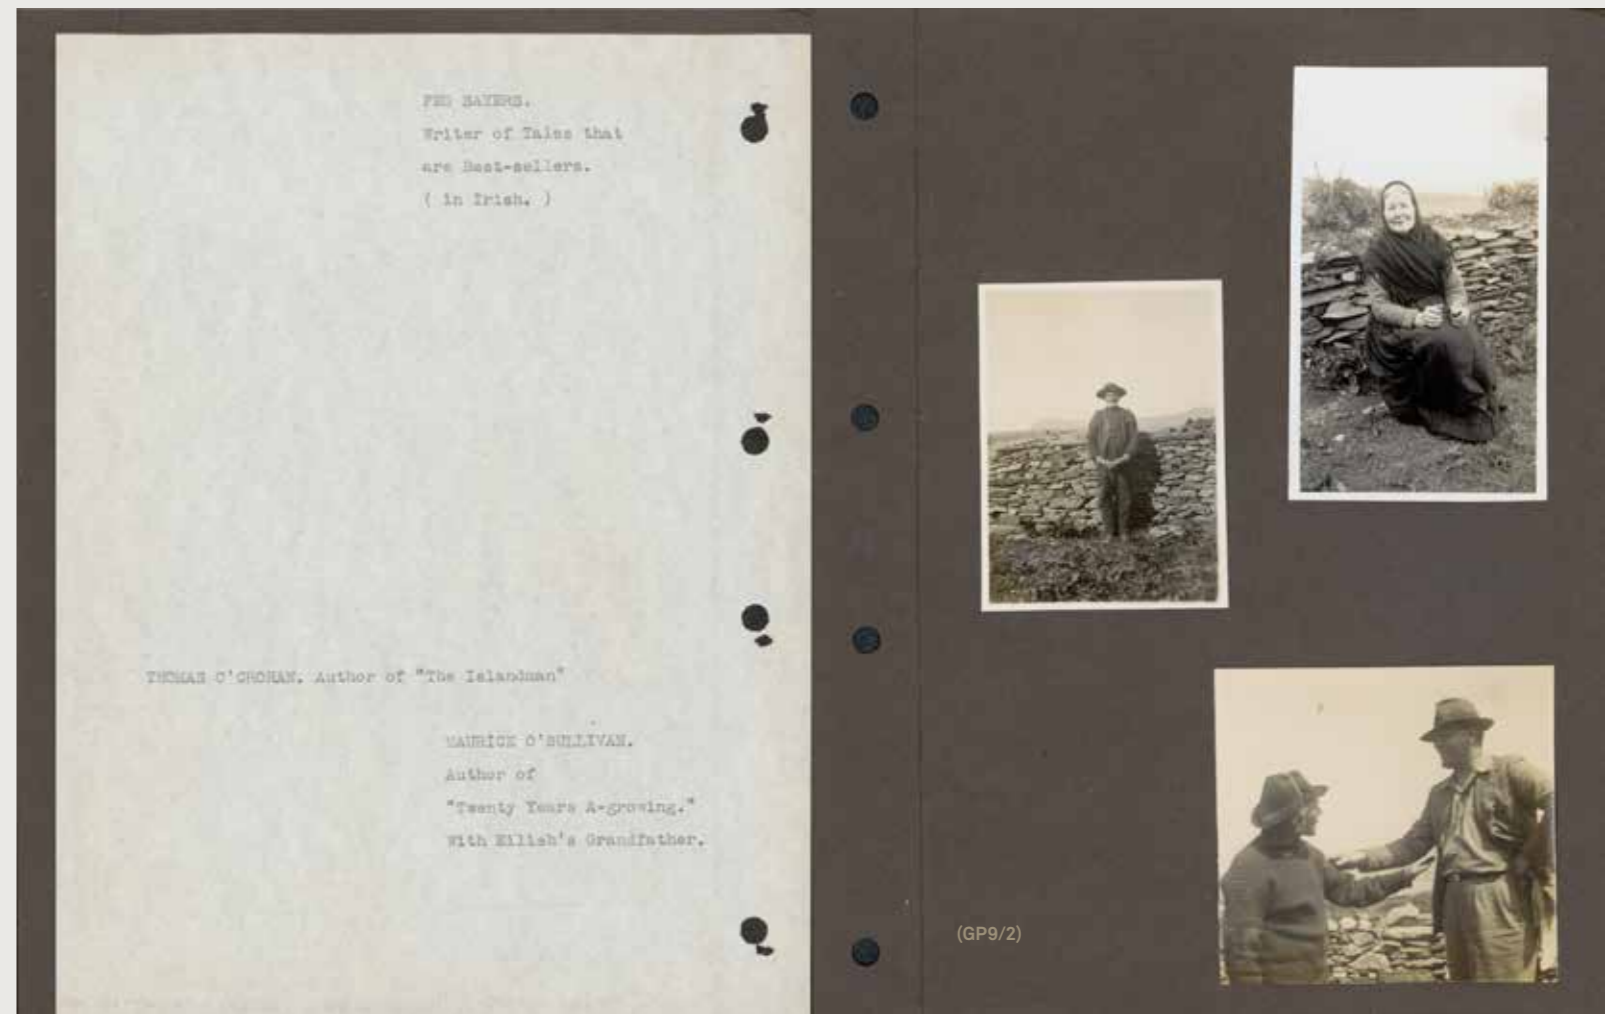 PEG SAYERS.
Writer of Tales that
are Best-sellers.
( in Irish. )
THOMAS O'CROHAN. Author of "The Islandman"
MAURICE O'SULLIVAN.
Author of
"Twenty Years A-growing."
With Eilish's Grandfather.
(GP9/2)